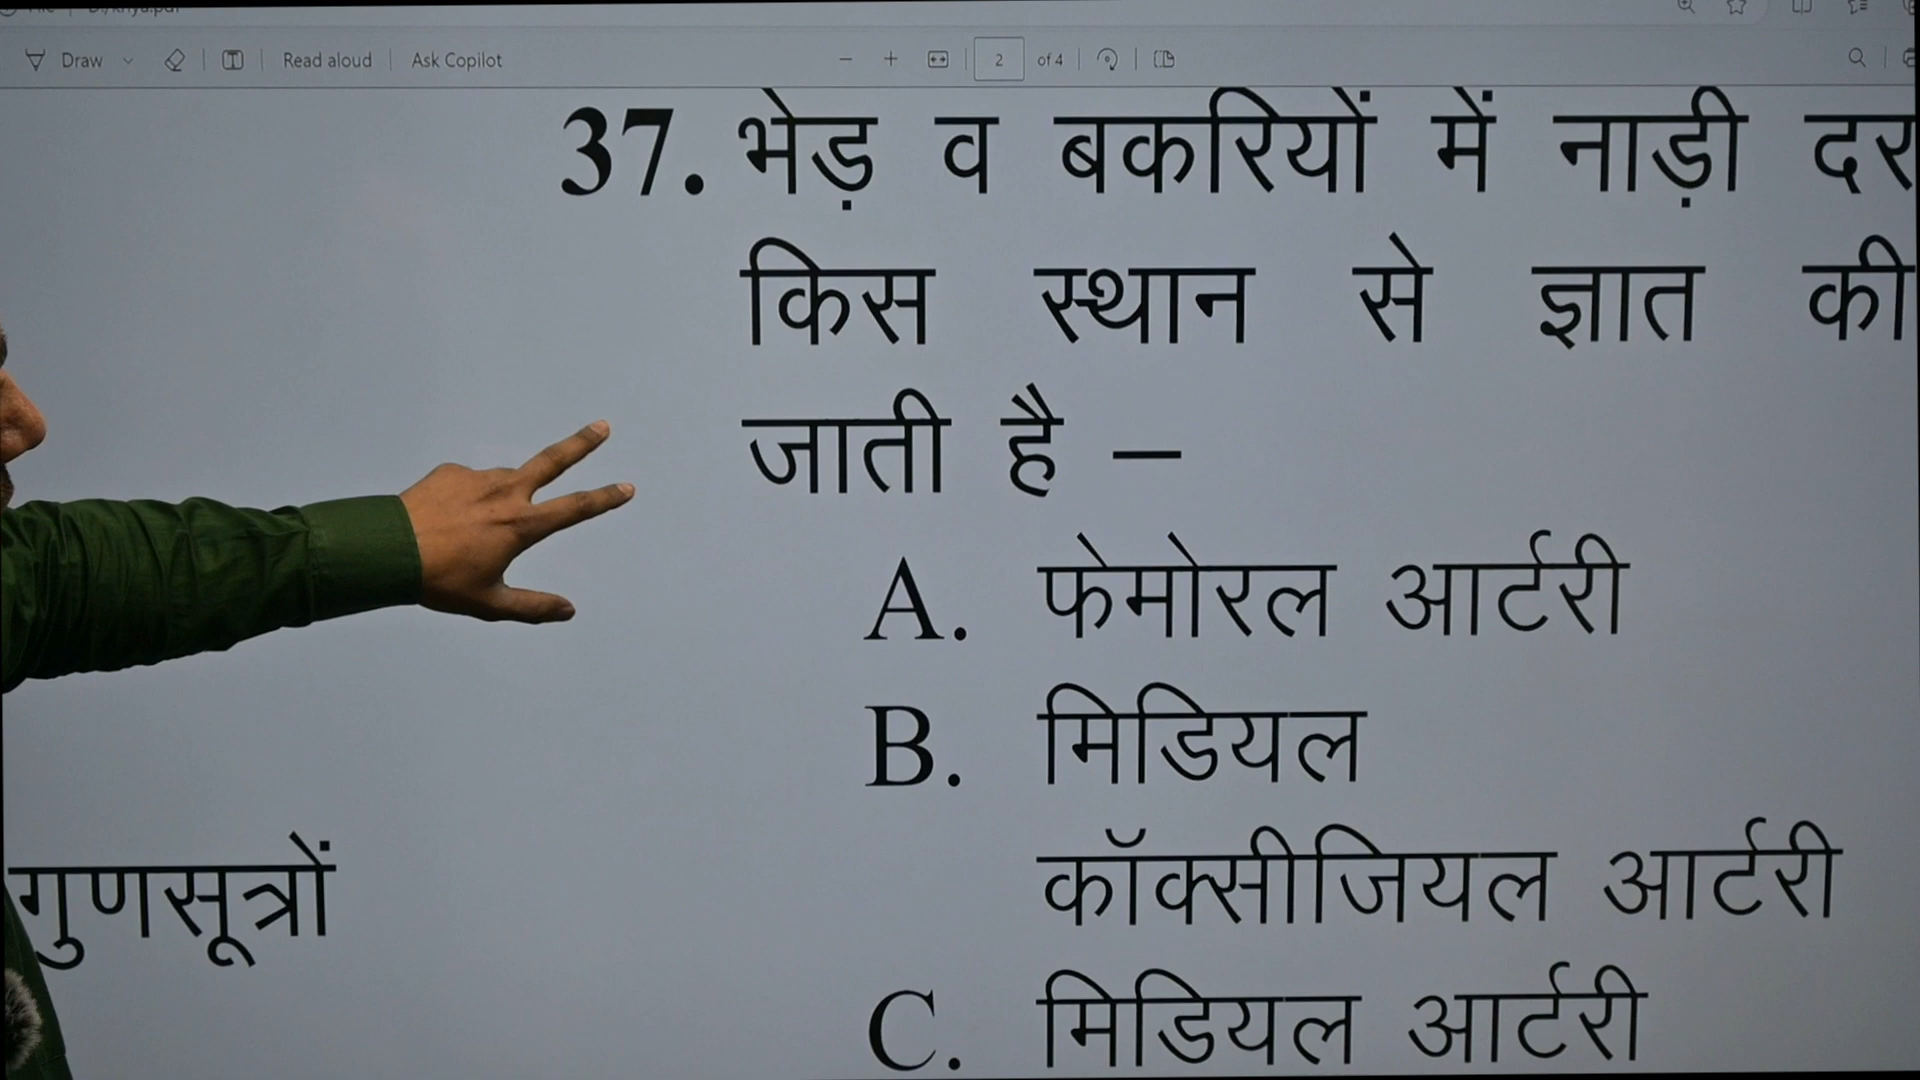 Draw
Read aloud
Ask Copilot
2
of 4
37. भेड़ व बकरियों में नाड़ी दर
किस स्थान से ज्ञात की
जाती है –
A. फेमोरल आर्टरी
B. मिडियल
कॉक्सीजियल आर्टरी
C. मिडियल आर्टरी
गुणसूत्रों